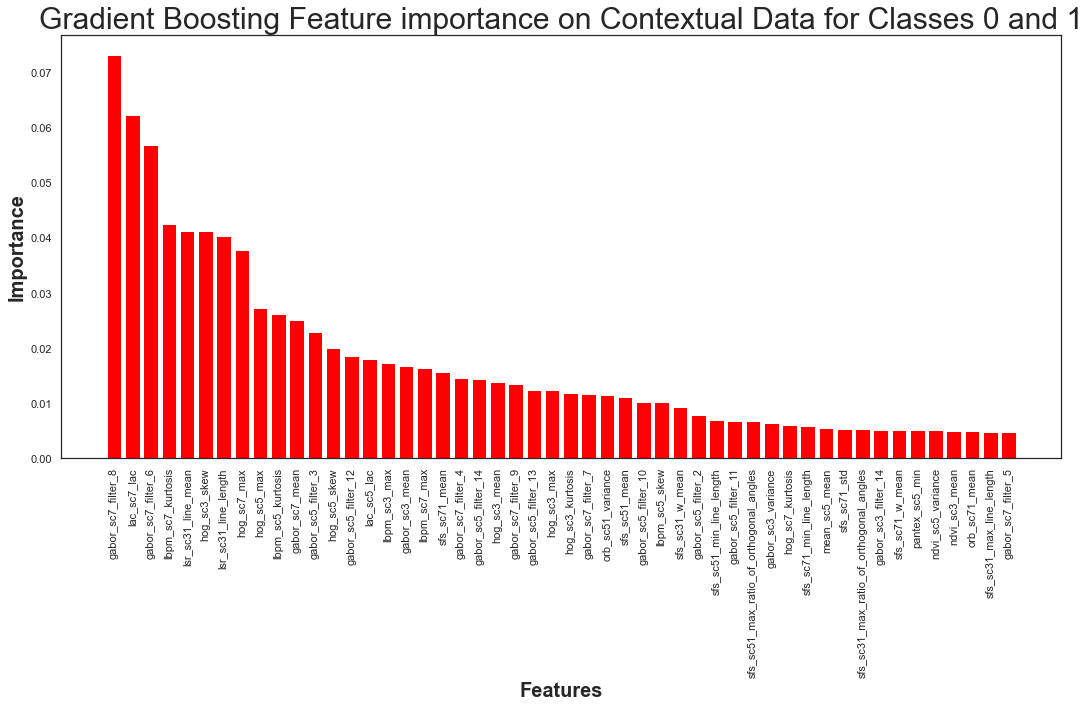 Gradient Boosting Feature importance on Contextual Data for Classes 0 and 1
Importance
0.07
0.06
0.05
0.04
0.03
0.02
0.01
0.00
gabor_sc7_filter_8
lac_sc7_lac
gabor_sc7_filter_6
lbpm_sc7_kurtosis
lsr_sc31_line_mean
hog_sc3_skew
lsr_sc31_line_length
hog_sc7_max
hog_sc5_max
lbpm_sc5_kurtosis
gabor_sc7_mean
gabor_sc5_filter_3
hog_sc5_skew
gabor_sc5_filter_12
lac_sc5_lac
lbpm_sc3_max
gabor_sc3_mean
lbpm_sc7_max
sfs_sc71_mean
gabor_sc7_filter_4
gabor_sc5_filter_14
hog_sc3_mean
gabor_sc7_filter_9
gabor_sc5_filter_13
hog_sc3_max
hog_sc3_kurtosis
gabor_sc7_filter_7
orb_sc51_variance
sfs_sc51_mean
gabor_sc5_filter_10
lbpm_sc5_skew
sfs_sc31_w_mean
gabor_sc5_filter_2
sfs_sc51_min_line_length
gabor_sc5_filter_11
sfs_sc51_max_ratio_of_orthogonal_angles
gabor_sc3_variance
hog_sc7_kurtosis
sfs_sc71_min_line_length
mean_sc5_mean
sfs_sc71_std
sfs_sc31_max_ratio_of_orthogonal_angles
gabor_sc3_filter_14
sfs_sc71_w_mean
pantex_sc5_min
ndvi_sc5_variance
ndvi_sc3_mean
orb_sc71_mean
sfs_sc31_max_line_length
gabor_sc7_filter_5
Features